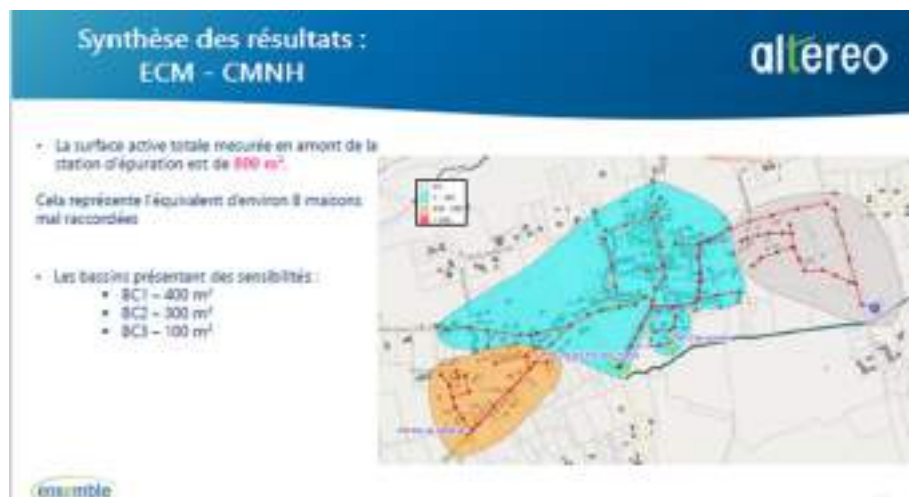 Synthèse des résultats :
ECM - CMNH
altereo
• La surface active totale mesurée en amont de la
station d'épuration est de 800 m².
Cela représente l'équivalent d'environ 8 maisons
mal raccordées
• Les bassins présentant des sensibilités :
▪ BC1 – 400 m²
▪ BC2 – 300 m²
▪ BC3 – 100 m²
ensemble